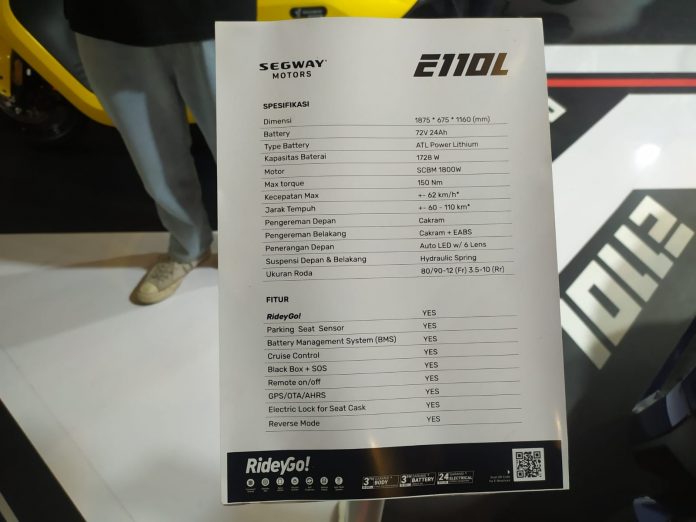 SEGWAY
MOTORS
E110L
SPESIFIKASI
Dimensi 1875 * 675 * 1160 (mm)
Battery 72V 24Ah
Type Battery ATL Power Lithium
Kapasitas Baterai 1728 W
Motor SCBM 1800W
Max torque 150 Nm
Kecepatan Max +- 62 km/h*
Jarak Tempuh +- 60 - 110 km*
Pengereman Depan Cakram
Pengereman Belakang Cakram + EABS
Penerangan Depan Auto LED w/ 6 Lens
Suspensi Depan & Belakang Hydraulic Spring
Ukuran Roda 80/90-12 (Fr) 3.5-10 (Rr)
FITUR
RideyGo! YES
Parking Seat Sensor YES
Battery Management System (BMS) YES
Cruise Control YES
Black Box + SOS YES
Remote on/off YES
GPS/OTA/AHRS YES
Electric Lock for Seat Cask YES
Reverse Mode YES
RideyGo!
3 BODY
3 BATTERY
24 ELECTRICAL
E110L